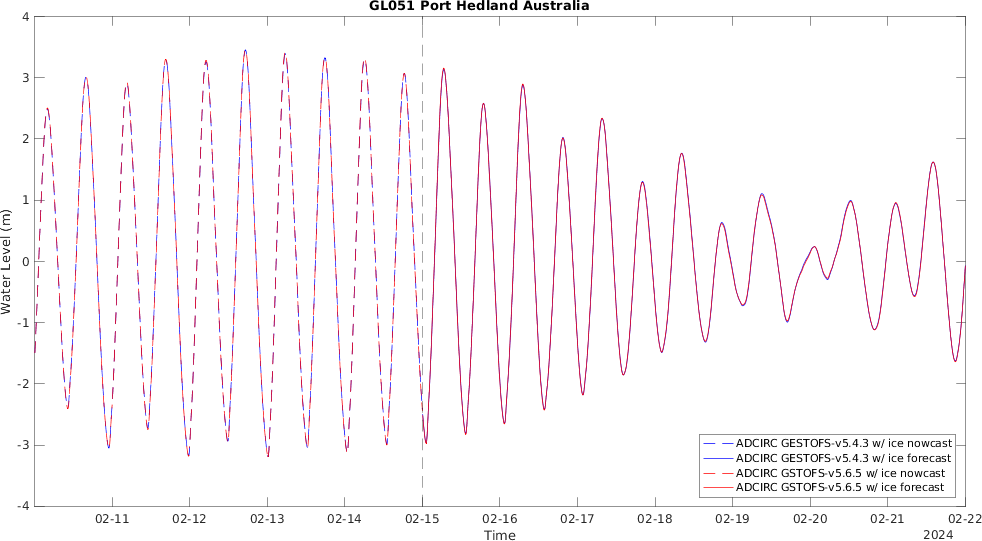 GL051 Port Hedland Australia
4
3
2
1
0
-1
-2
-3
-4
Water Level (m)
ADCIRC GESTOFS-v5.4.3 w/ ice nowcast
ADCIRC GESTOFS-v5.4.3 w/ ice forecast
ADCIRC GSTOFS-v5.6.5 w/ ice nowcast
ADCIRC GSTOFS-v5.6.5 w/ ice forecast
02-11 02-12 02-13 02-14 02-15 02-16 02-17 02-18 02-19 02-20 02-21 02-22
Time 2024